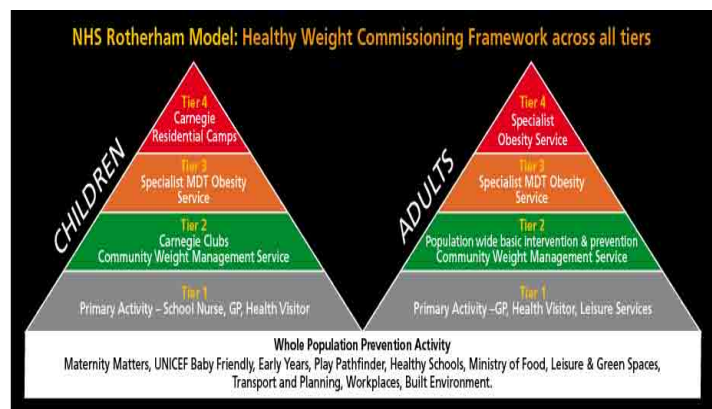 NHS Rotherham Model: Healthy Weight Commissioning Framework across all tiers
CHILDREN
Tier 4
Carnegie
Residential Camps
Tier 3
Specialist MDT Obesity
Service
Tier 2
Carnegie Clubs
Community Weight Management Service
Tier 1
Primary Activity – School Nurse, GP, Health Visitor
ADULTS
Tier 4
Specialist
Obesity Service
Tier 3
Specialist MDT Obesity
Service
Tier 2
Population wide basic intervention & prevention
Community Weight Management Service
Tier 1
Primary Activity –GP, Health Visitor, Leisure Services
Whole Population Prevention Activity
Maternity Matters, UNICEF Baby Friendly, Early Years, Play Pathfinder, Healthy Schools, Ministry of Food, Leisure & Green Spaces,
Transport and Planning, Workplaces, Built Environment.